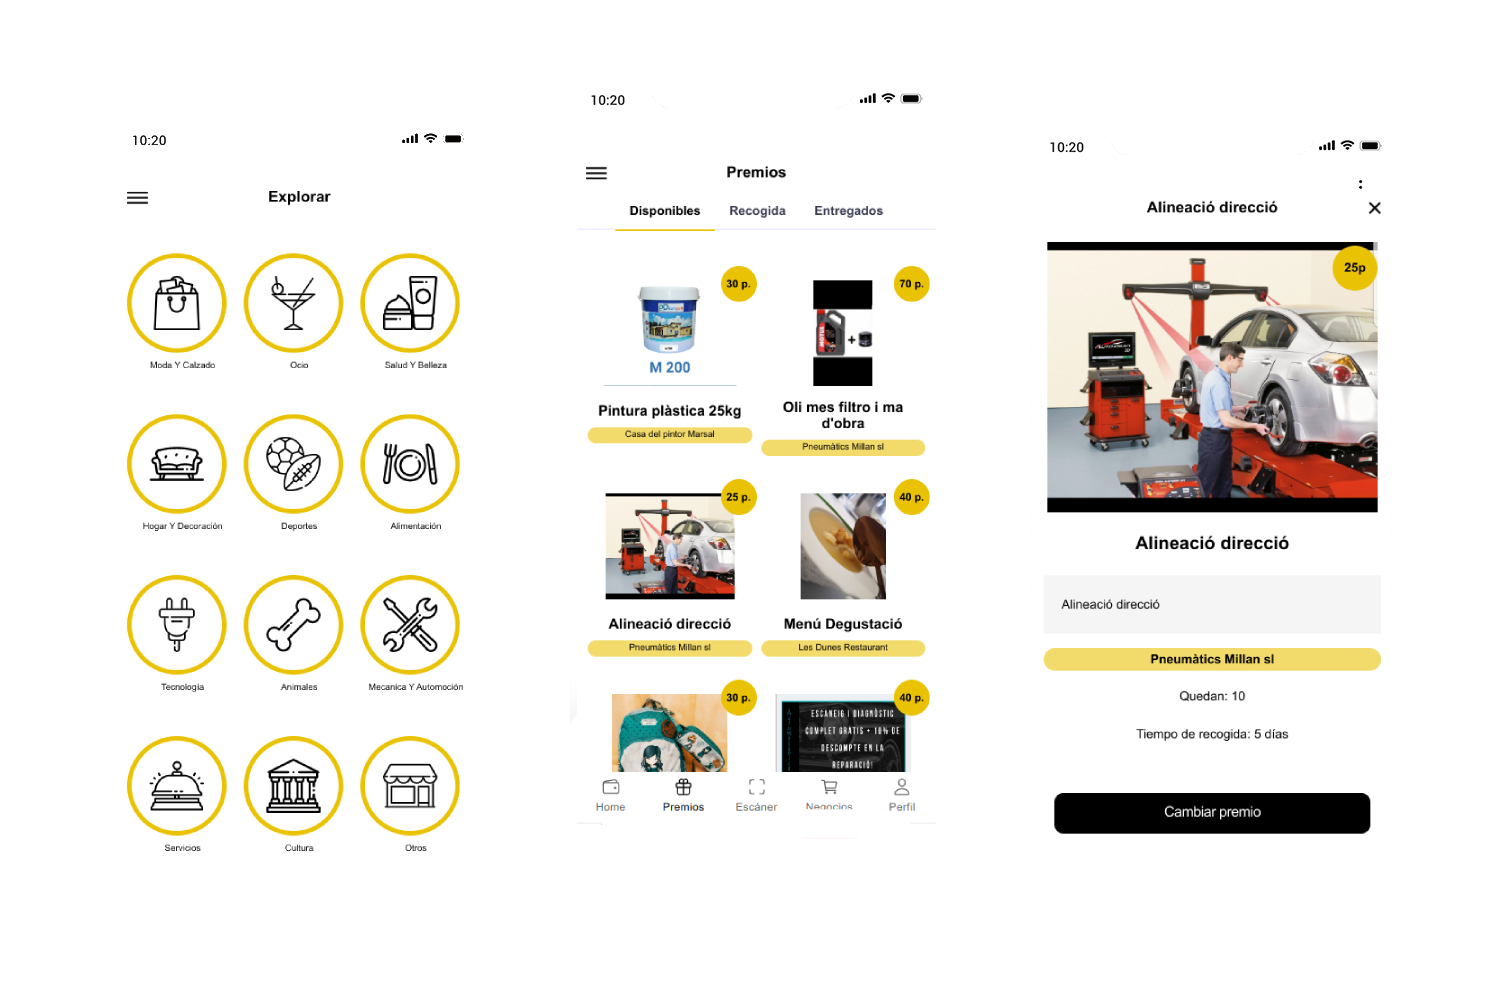 10:20
Explorar
Moda Y Calzado
Ocio
Salud Y Belleza
Hogar Y Decoración
Deportes
Alimentación
Tecnología
Animales
Mecanica Y Automoción
Servicios
Cultura
Otros
10:20
Premios
Disponibles
Recogida
Entregados
30 p.
70 p.
M 200
Pintura plàstica 25kg
Casa del pintor Marsal
Oli mes filtro i ma
d'obra
Pneumàtics Millan sl
25 p.
40 p.
Alineació direcció
Pneumàtics Millan sl
Menú Degustació
Les Dunes Restaurant
30 p.
40 p.
ESCANEIG I DIAGNÒSTIC
COMPLET GRATIS + 10% DE
DESCOMPTE EN LA
REPARACIÓ!
Home
Premios
Escáner
Negocios
Perfil
10:20
Alineació direcció
25p
Alineació direcció
Alineació direcció
Pneumàtics Millan sl
Quedan: 10
Tiempo de recogida: 5 días
Cambiar premio